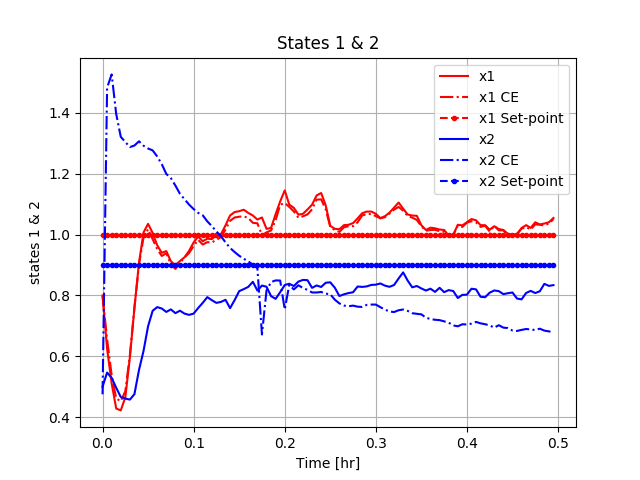 States 1 & 2
x1
x1 CE
x1 Set-point
x2
x2 CE
x2 Set-point
states 1 & 2
1.4
1.2
1.0
0.8
0.6
0.4
0.0 0.1 0.2 0.3 0.4 0.5
Time [hr]